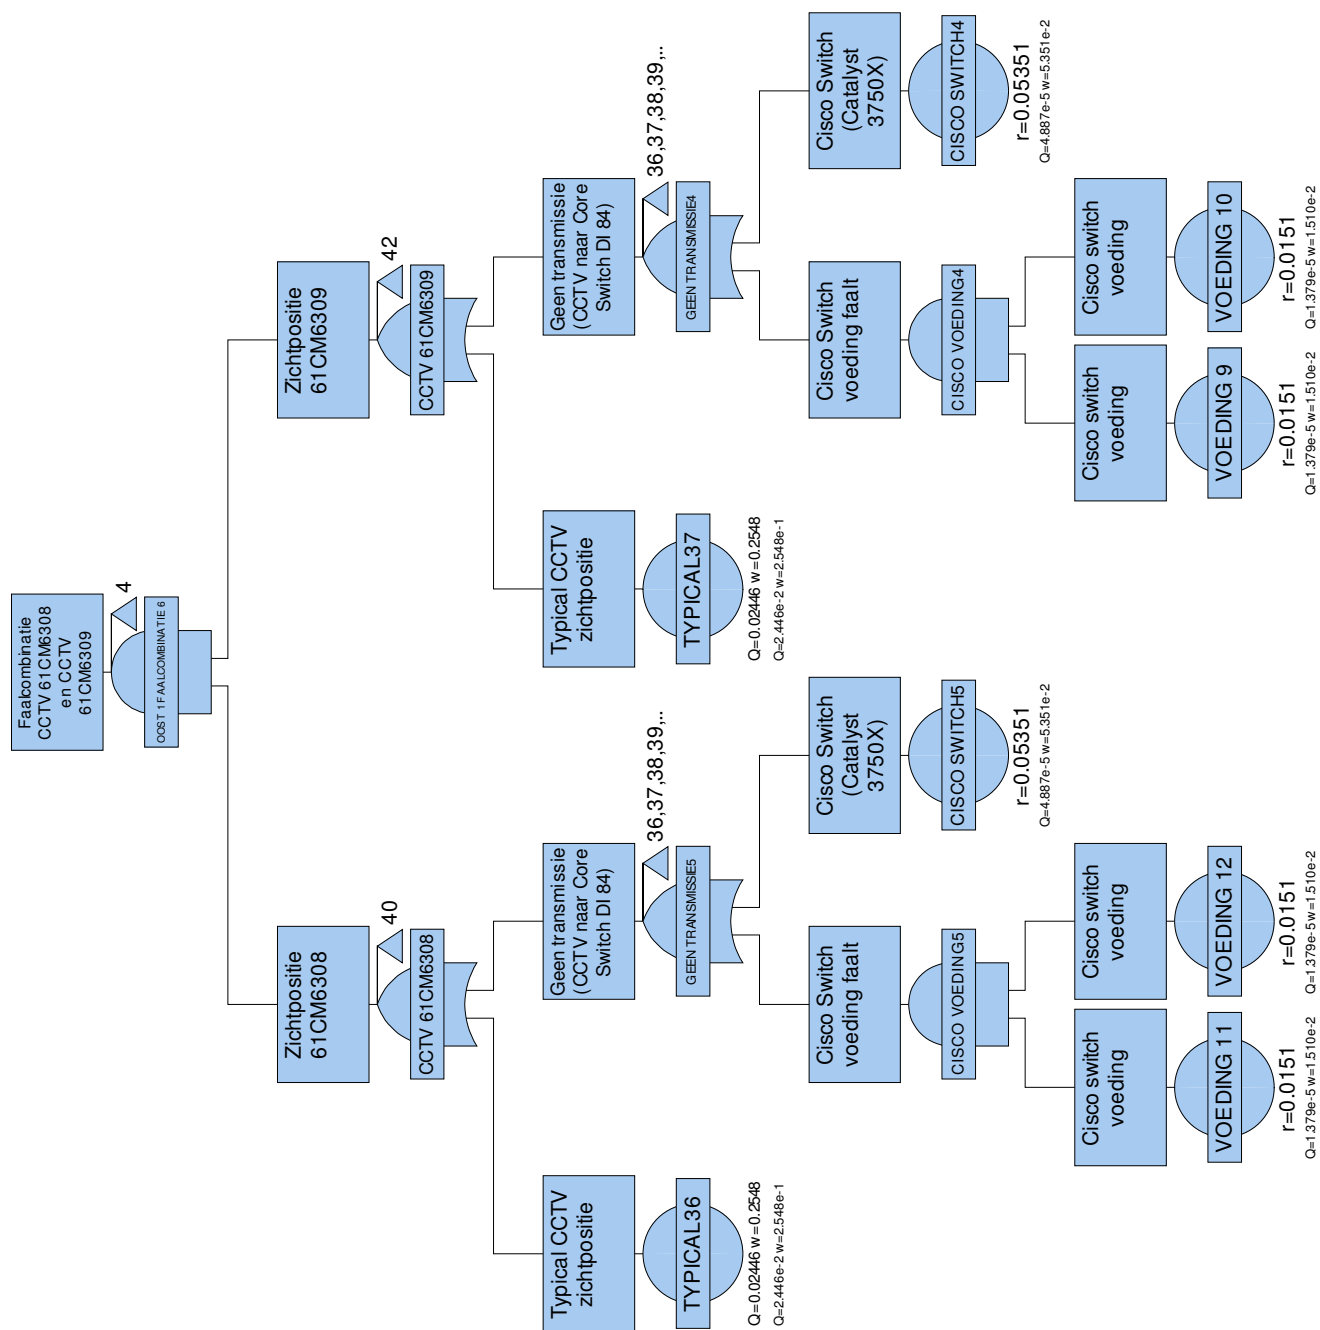 Faalcombinatie
CCTV 61CM6308
en CCTV
61CM6309
4
OOST 1 FAALCOMBINATIE 6
Zichtpositie
61CM6308
40
CCTV 61CM6308
Zichtpositie
61CM6309
42
CCTV 61CM6309
Typical CCTV
zichtpositie
TYPICAL36
Q=0.02446 w=0.2548
Q=2.446e-2 w=2.548e-1
Geen transmissie
(CCTV naar Core
Switch DI 84)
36,37,38,39,..
GEEN TRANSMISSIE5
Typical CCTV
zichtpositie
TYPICAL37
Q=0.02446 w=0.2548
Q=2.446e-2 w=2.548e-1
Geen transmissie
(CCTV naar Core
Switch DI 84)
36,37,38,39,..
GEEN TRANSMISSIE4
Cisco Switch
voeding faalt
CISCO VOEDING5
Cisco Switch
(Catalyst
3750X)
CISCO SWITCH5
r=0.05351
Q=4.887e-5 w=5.351e-2
Cisco Switch
voeding faalt
CISCO VOEDING4
Cisco Switch
(Catalyst
3750X)
CISCO SWITCH4
r=0.05351
Q=4.887e-5 w=5.351e-2
Cisco switch
voeding
VOEDING 11
r=0.0151
Q=1.379e-5 w=1.510e-2
Cisco switch
voeding
VOEDING 12
r=0.0151
Q=1.379e-5 w=1.510e-2
Cisco switch
voeding
VOEDING 9
r=0.0151
Q=1.379e-5 w=1.510e-2
Cisco switch
voeding
VOEDING 10
r=0.0151
Q=1.379e-5 w=1.510e-2